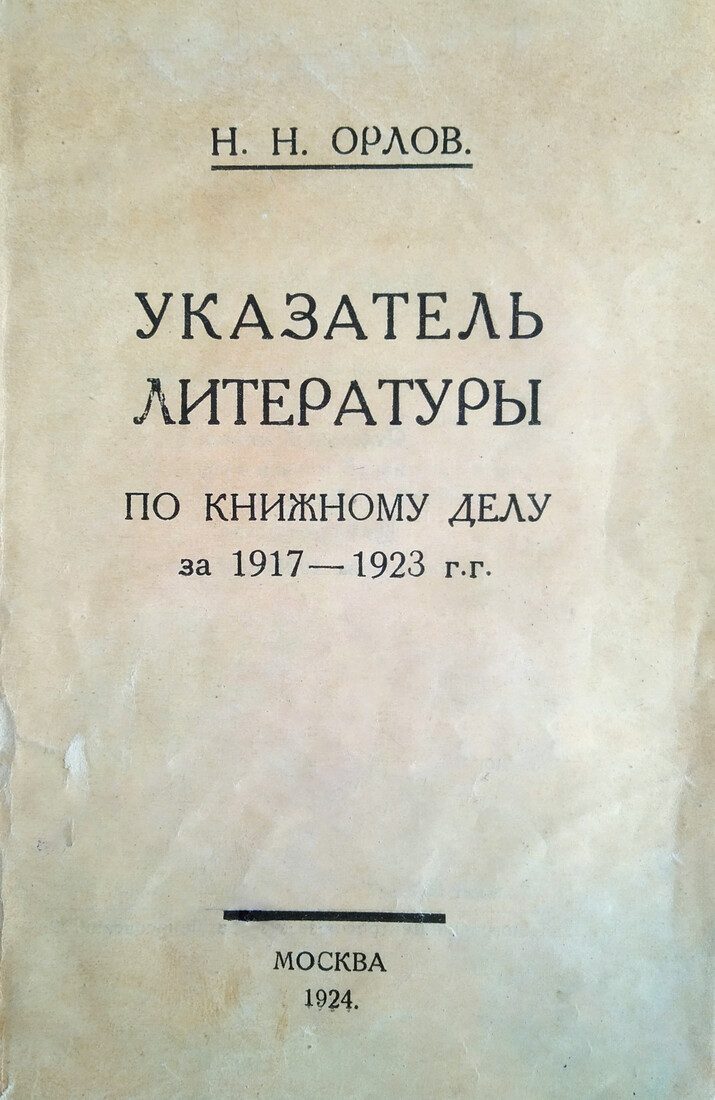 Н. Н. ОРЛОВ.
УКАЗАТЕЛЬ
ЛИТЕРАТУРЫ
ПО КНИЖНОМУ ДЕЛУ
за 1917—1923 г.г.
МОСКВА
1924.